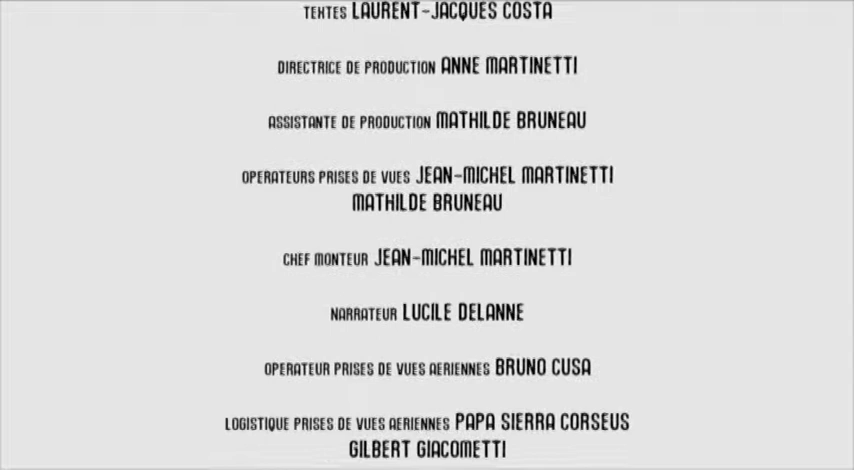 TEXTES LAURENT-JACQUES COSTA
DIRECTRICE DE PRODUCTION ANNE MARTINETTI
ASSISTANTE DE PRODUCTION MATHILDE BRUNEAU
OPERATEURS PRISES DE VUES JEAN-MICHEL MARTINETTI
MATHILDE BRUNEAU
CHEF MONTEUR JEAN-MICHEL MARTINETTI
NARRATEUR LUCILE DELANNE
OPERATEUR PRISES DE VUES AERIENNES BRUNO CUSA
LOGISTIQUE PRISES DE VUES AERIENNES PAPA SIERRA CORSEUS
GILBERT GIACOMETTI